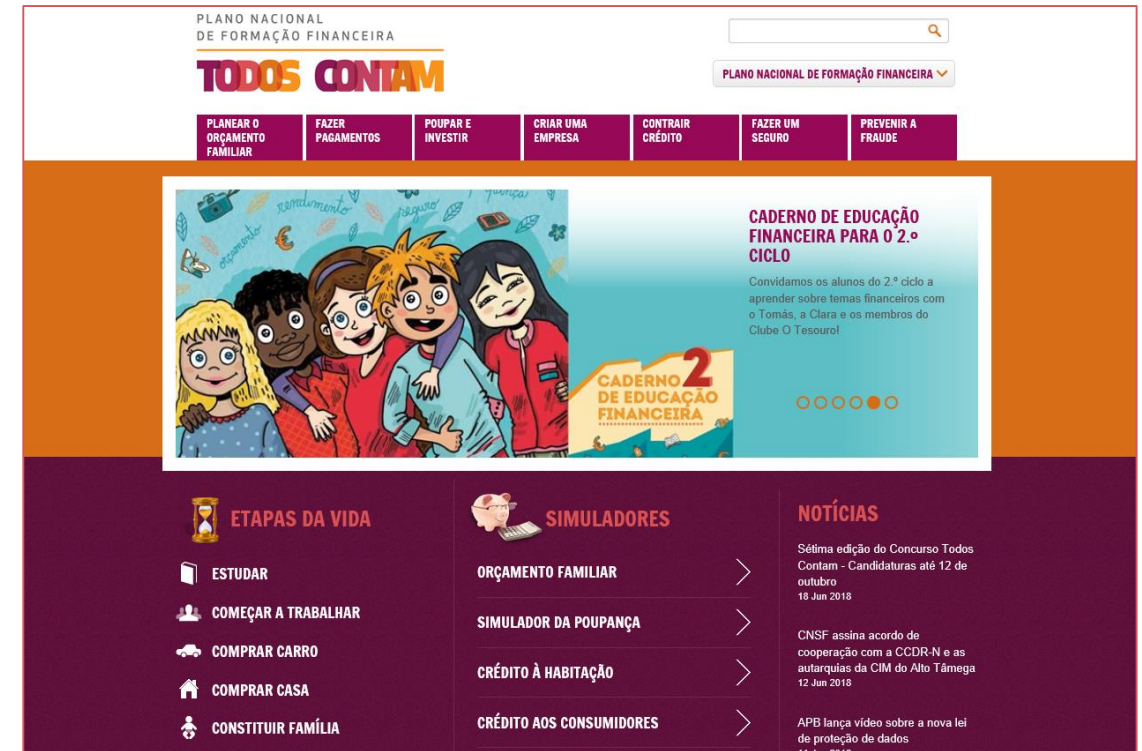 PLANO NACIONAL
DE FORMAÇÃO FINANCEIRA
TODOS CONTAM
PLANO NACIONAL DE FORMAÇÃO FINANCEIRA
PLANEAR O
ORÇAMENTO
FAMILIAR
FAZER
PAGAMENTOS
POUPAR E
INVESTIR
CRIAR UMA
EMPRESA
CONTRAIR
CRÉDITO
FAZER UM
SEGURO
PREVENIR A
FRAUDE
rendimento
seguro
poupança
orçamento
CADERNO 2
DE EDUCAÇÃO
FINANCEIRA
CADERNO DE EDUCAÇÃO
FINANCEIRA PARA O 2.º
CICLO
Convidamos os alunos do 2.º ciclo a
aprender sobre temas financeiros com
o Tomás, a Clara e os membros do
Clube O Tesouro!
ETAPAS DA VIDA
ESTUDAR
COMEÇAR A TRABALHAR
COMPRAR CARRO
COMPRAR CASA
CONSTITUIR FAMÍLIA
SIMULADORES
ORÇAMENTO FAMILIAR
SIMULADOR DA POUPANÇA
CRÉDITO À HABITAÇÃO
CRÉDITO AOS CONSUMIDORES
NOTÍCIAS
Sétima edição do Concurso Todos
Contam - Candidaturas até 12 de
outubro
18 Jun 2018
CNSF assina acordo de
cooperação com a CCDR-N e as
autarquias da CIM do Alto Tâmega
12 Jun 2018
APB lança vídeo sobre a nova lei
de proteção de dados